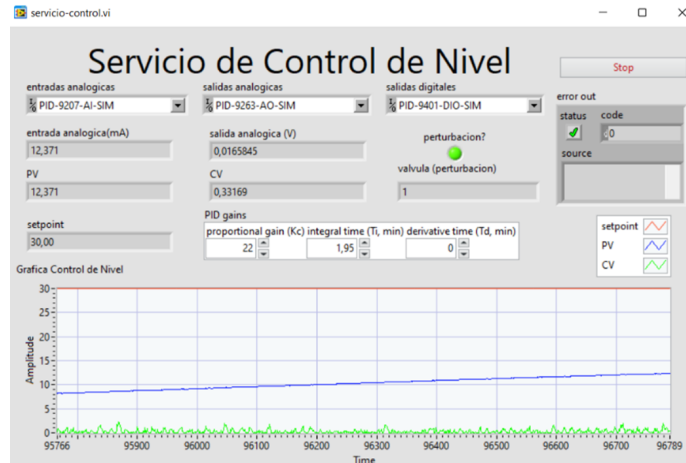 servicio-control.vi
Servicio de Control de Nivel
Stop
entradas analogicas
salidas analogicas
salidas digitales
PID-9207-AI-SIM
PID-9263-AO-SIM
PID-9401-DIO-SIM
error out
status
code
0
source
entrada analogica(mA)
12,371
salida analogica (V)
0,0165845
perturbacion?
PV
12,371
CV
0,33169
valvula (perturbacion)
1
setpoint
30,00
PID gains
proportional gain (Kc) integral time (Ti, min) derivative time (Td, min)
22
1,95
0
setpoint
PV
CV
Grafica Control de Nivel
Amplitude
30
25
20
15
10
5
0
95766 95900 96000 96100 96200 96300 96400 96500 96600 96700 96789
Time